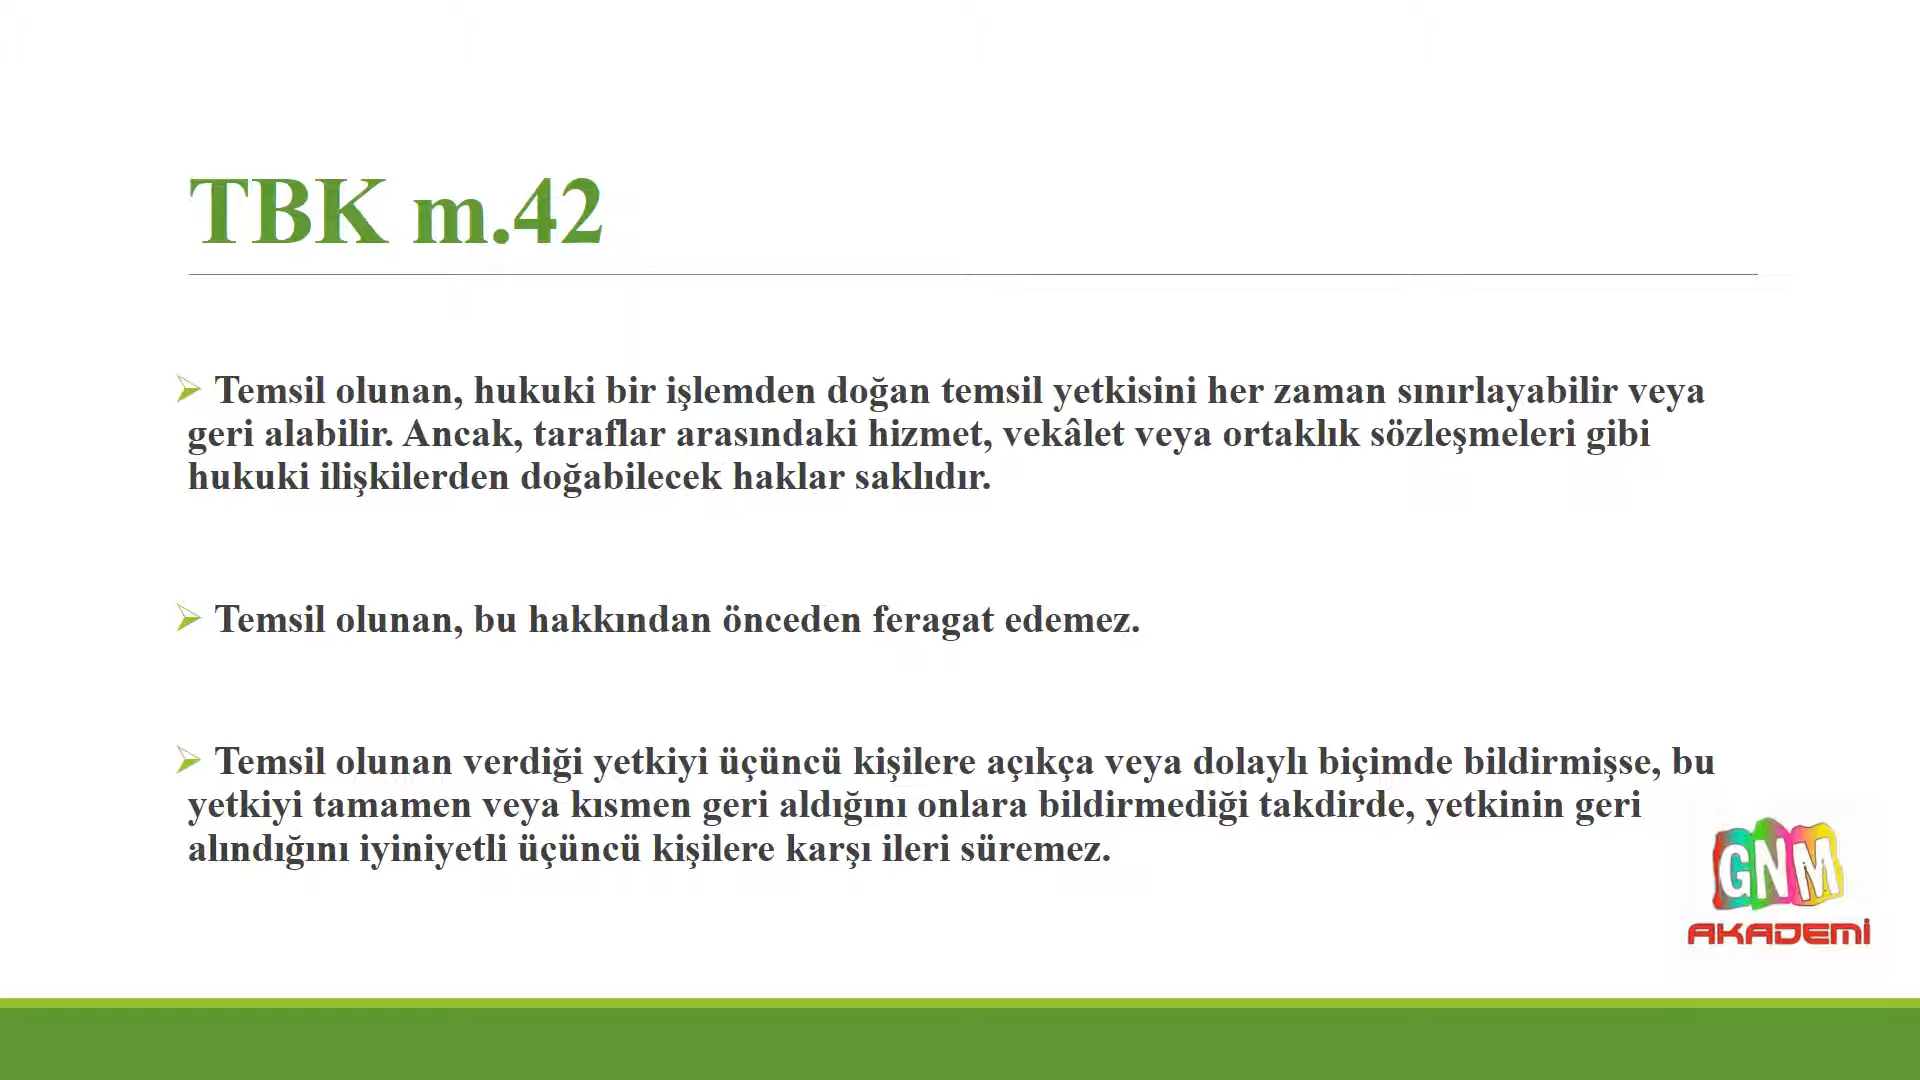 TBK m.42
Temsil olunan, hukuki bir işlemden doğan temsil yetkisini her zaman sınırlayabilir veya
geri alabilir. Ancak, taraflar arasındaki hizmet, vekâlet veya ortaklık sözleşmeleri gibi
hukuki ilişkilerden doğabilecek haklar saklıdır.
Temsil olunan, bu hakkından önceden feragat edemez.
Temsil olunan verdiği yetkiyi üçüncü kişilere açıkça veya dolaylı biçimde bildirmişse, bu
yetkiyi tamamen veya kısmen geri aldığını onlara bildirmediği takdirde, yetkinin geri
alındığını iyiniyetli üçüncü kişilere karşı ileri süremez.
GNM
AKADEMİ